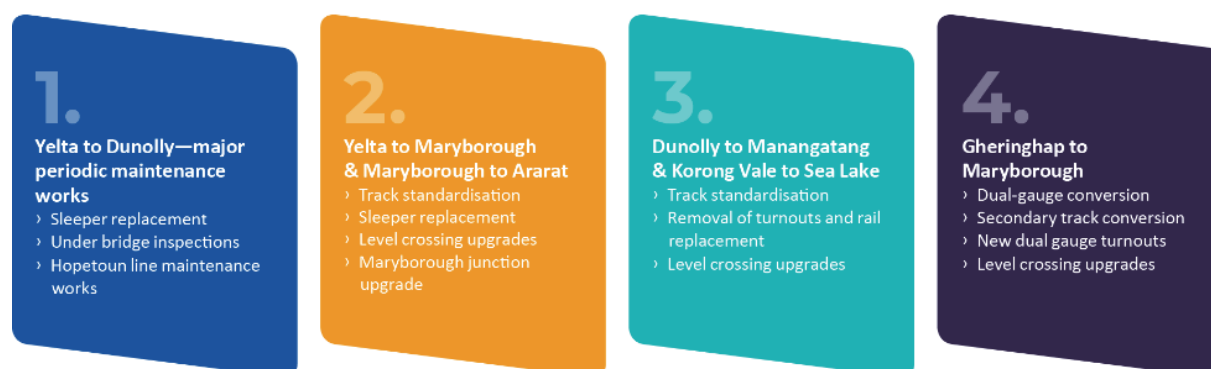 1.
Yelta to Dunolly—major
periodic maintenance
works
› Sleeper replacement
› Under bridge inspections
› Hopetoun line maintenance
works
2.
Yelta to Maryborough
& Maryborough to Ararat
› Track standardisation
› Sleeper replacement
› Level crossing upgrades
› Maryborough junction
upgrade
3.
Dunolly to Manangatang
& Korong Vale to Sea Lake
› Track standardisation
› Removal of turnouts and rail
replacement
› Level crossing upgrades
4.
Gheringhap to
Maryborough
› Dual-gauge conversion
› Secondary track conversion
› New dual gauge turnouts
› Level crossing upgrades